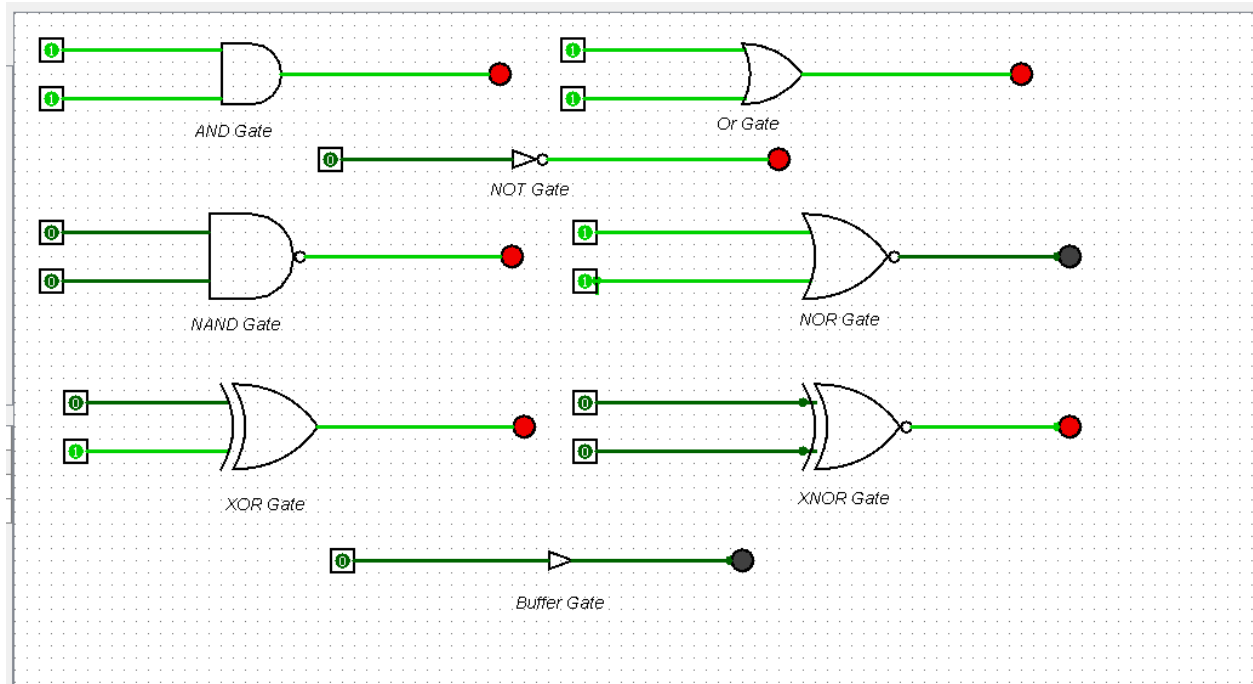 1 1
1 1
AND Gate Or Gate
0
NOT Gate
0 1
0 1
NAND Gate NOR Gate
0 0
1 0
XOR Gate XNOR Gate
0
Buffer Gate